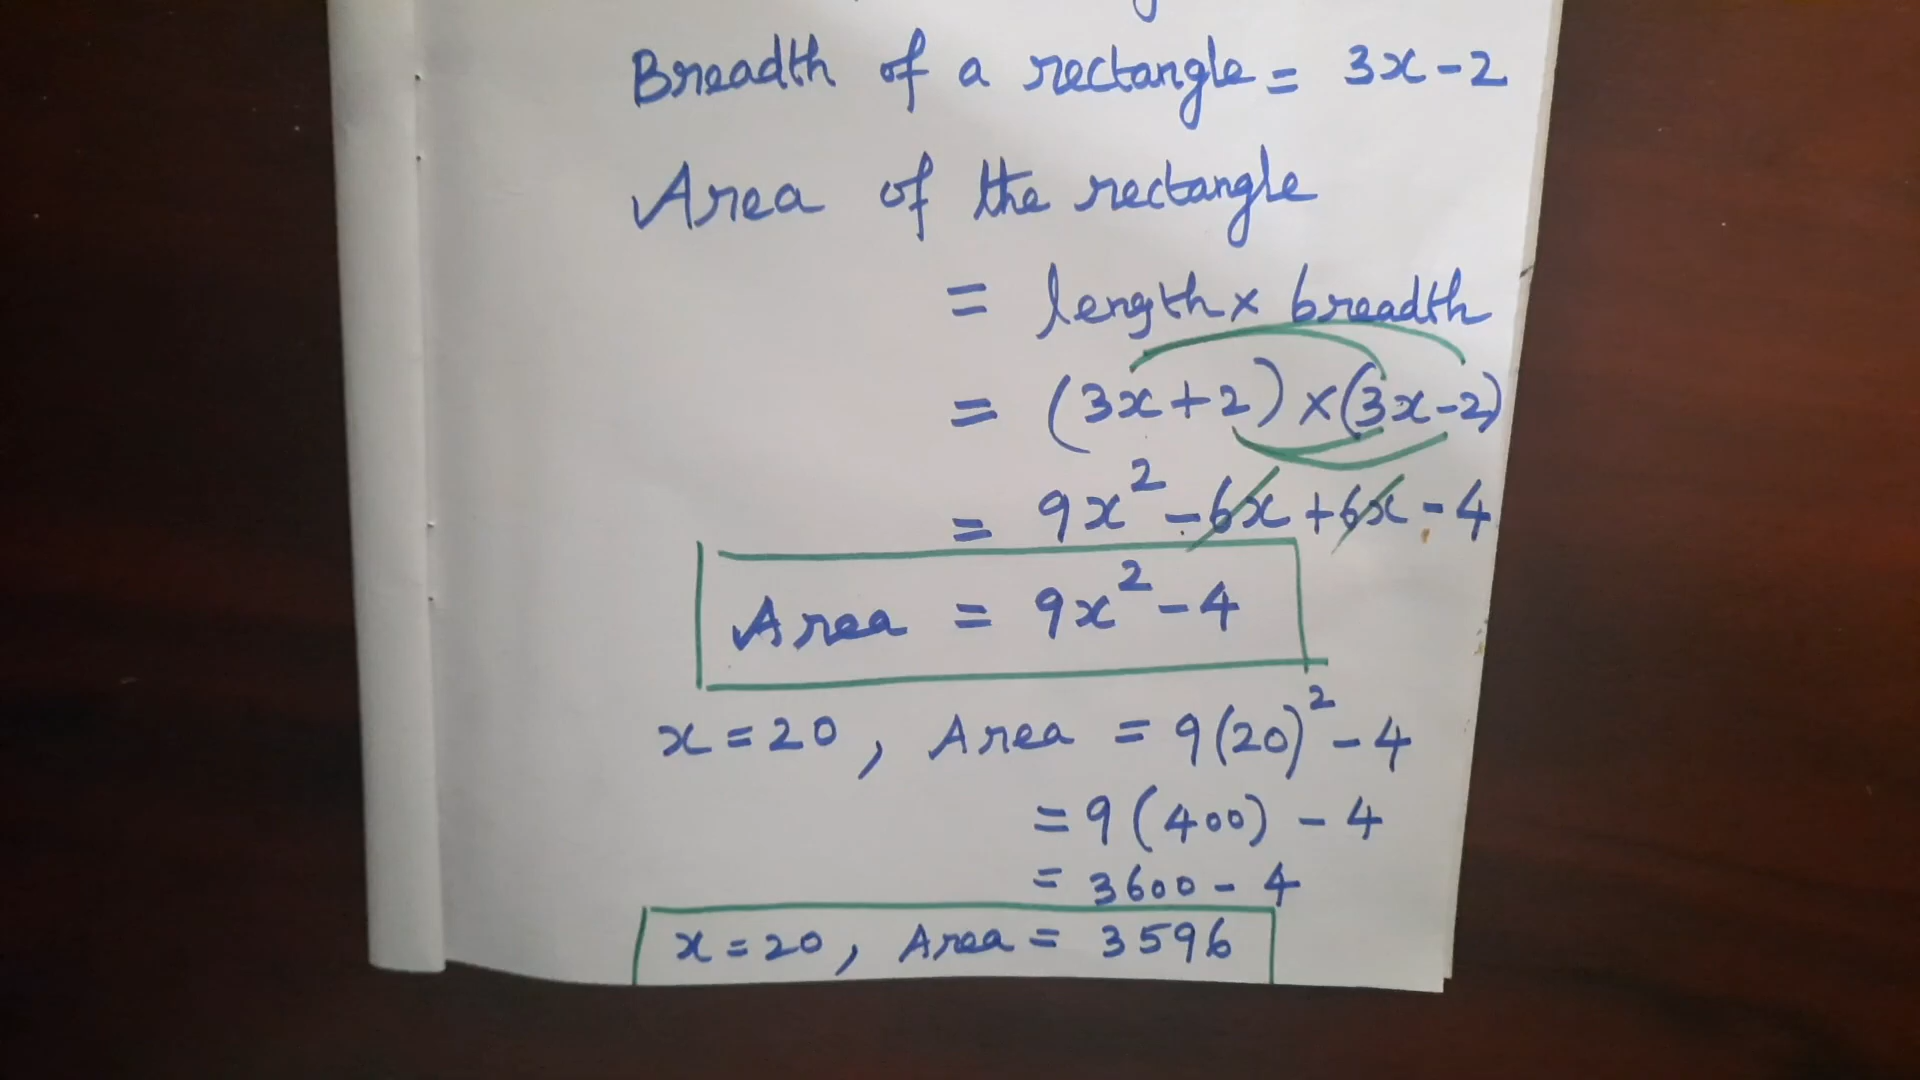 Breadth of a rectangle = 3x-2
Area of the rectangle
= length x breadth
= (3x+2) x (3x-2)
= 9x² - 6x + 6x - 4
Area = 9x² - 4
x = 20, Area = 9(20)² - 4
= 9(400) - 4
= 3600 - 4
x = 20, Area = 3596